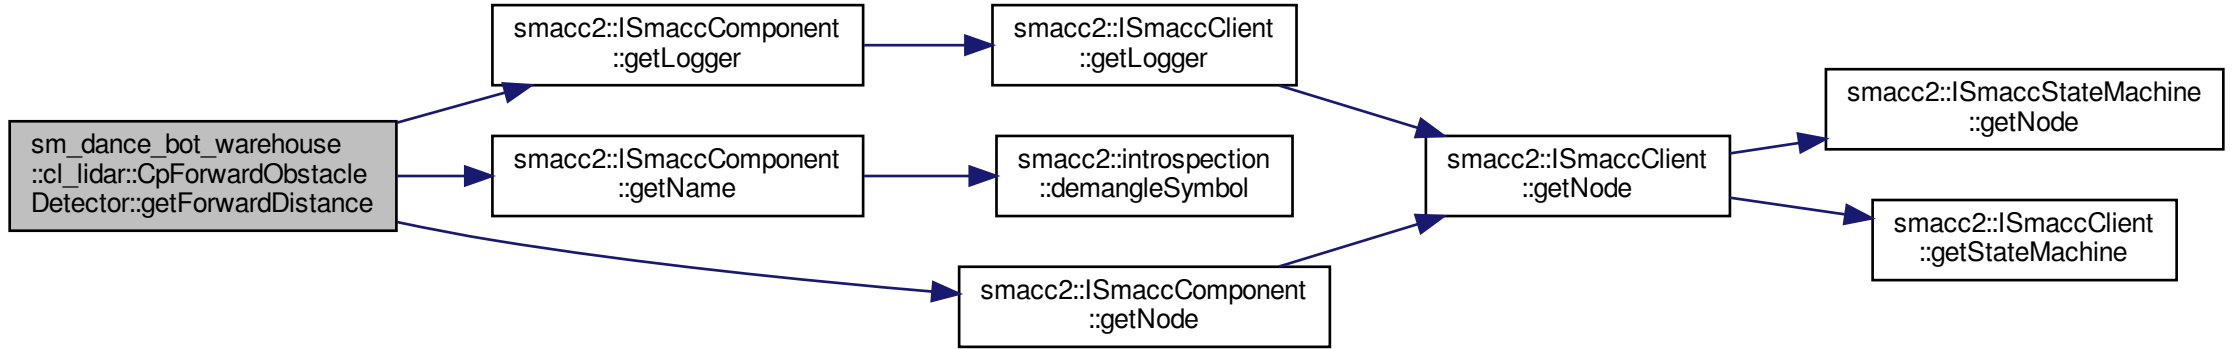 sm_dance_bot_warehouse
::cl_lidar::CpForwardObstacle
Detector::getForwardDistance
smacc2::ISmaccComponent
::getLogger
smacc2::ISmaccClient
::getLogger
smacc2::ISmaccComponent
::getName
smacc2::introspection
::demangleSymbol
smacc2::ISmaccComponent
::getNode
smacc2::ISmaccClient
::getNode
smacc2::ISmaccStateMachine
::getNode
smacc2::ISmaccClient
::getStateMachine